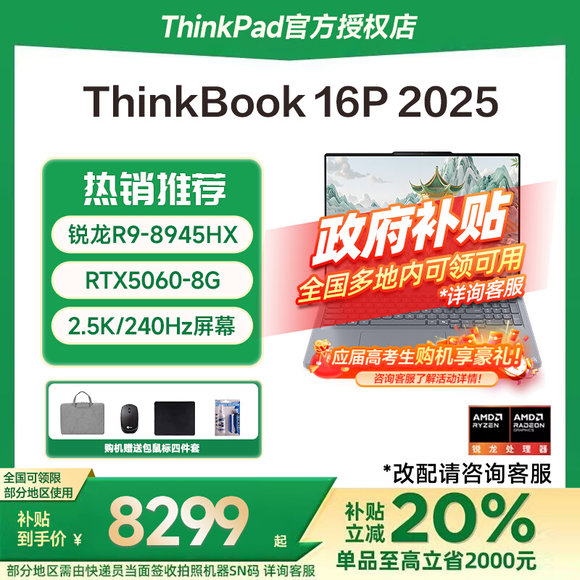 ThinkPad官方授权店
ThinkBook 16P 2025
热销推荐
锐龙R9-8945HX
RTX5060-8G
2.5K/240Hz屏幕
政府补贴
全国多地内可领可用
*详询客服
应届高考生购机享豪礼!
咨询客服了解活动详情!
购机赠送包鼠标四件套
AMD
RYZEN
AMD
RADEON
GRAPHICS
锐龙处理器
*改配请咨询客服
全国可领限
部分地区使用
补贴
到手价¥
8299起
补贴
立减
20%
单品至高立省2000元
部分地区需由快递员当面签收拍照机器SN码 详询客服